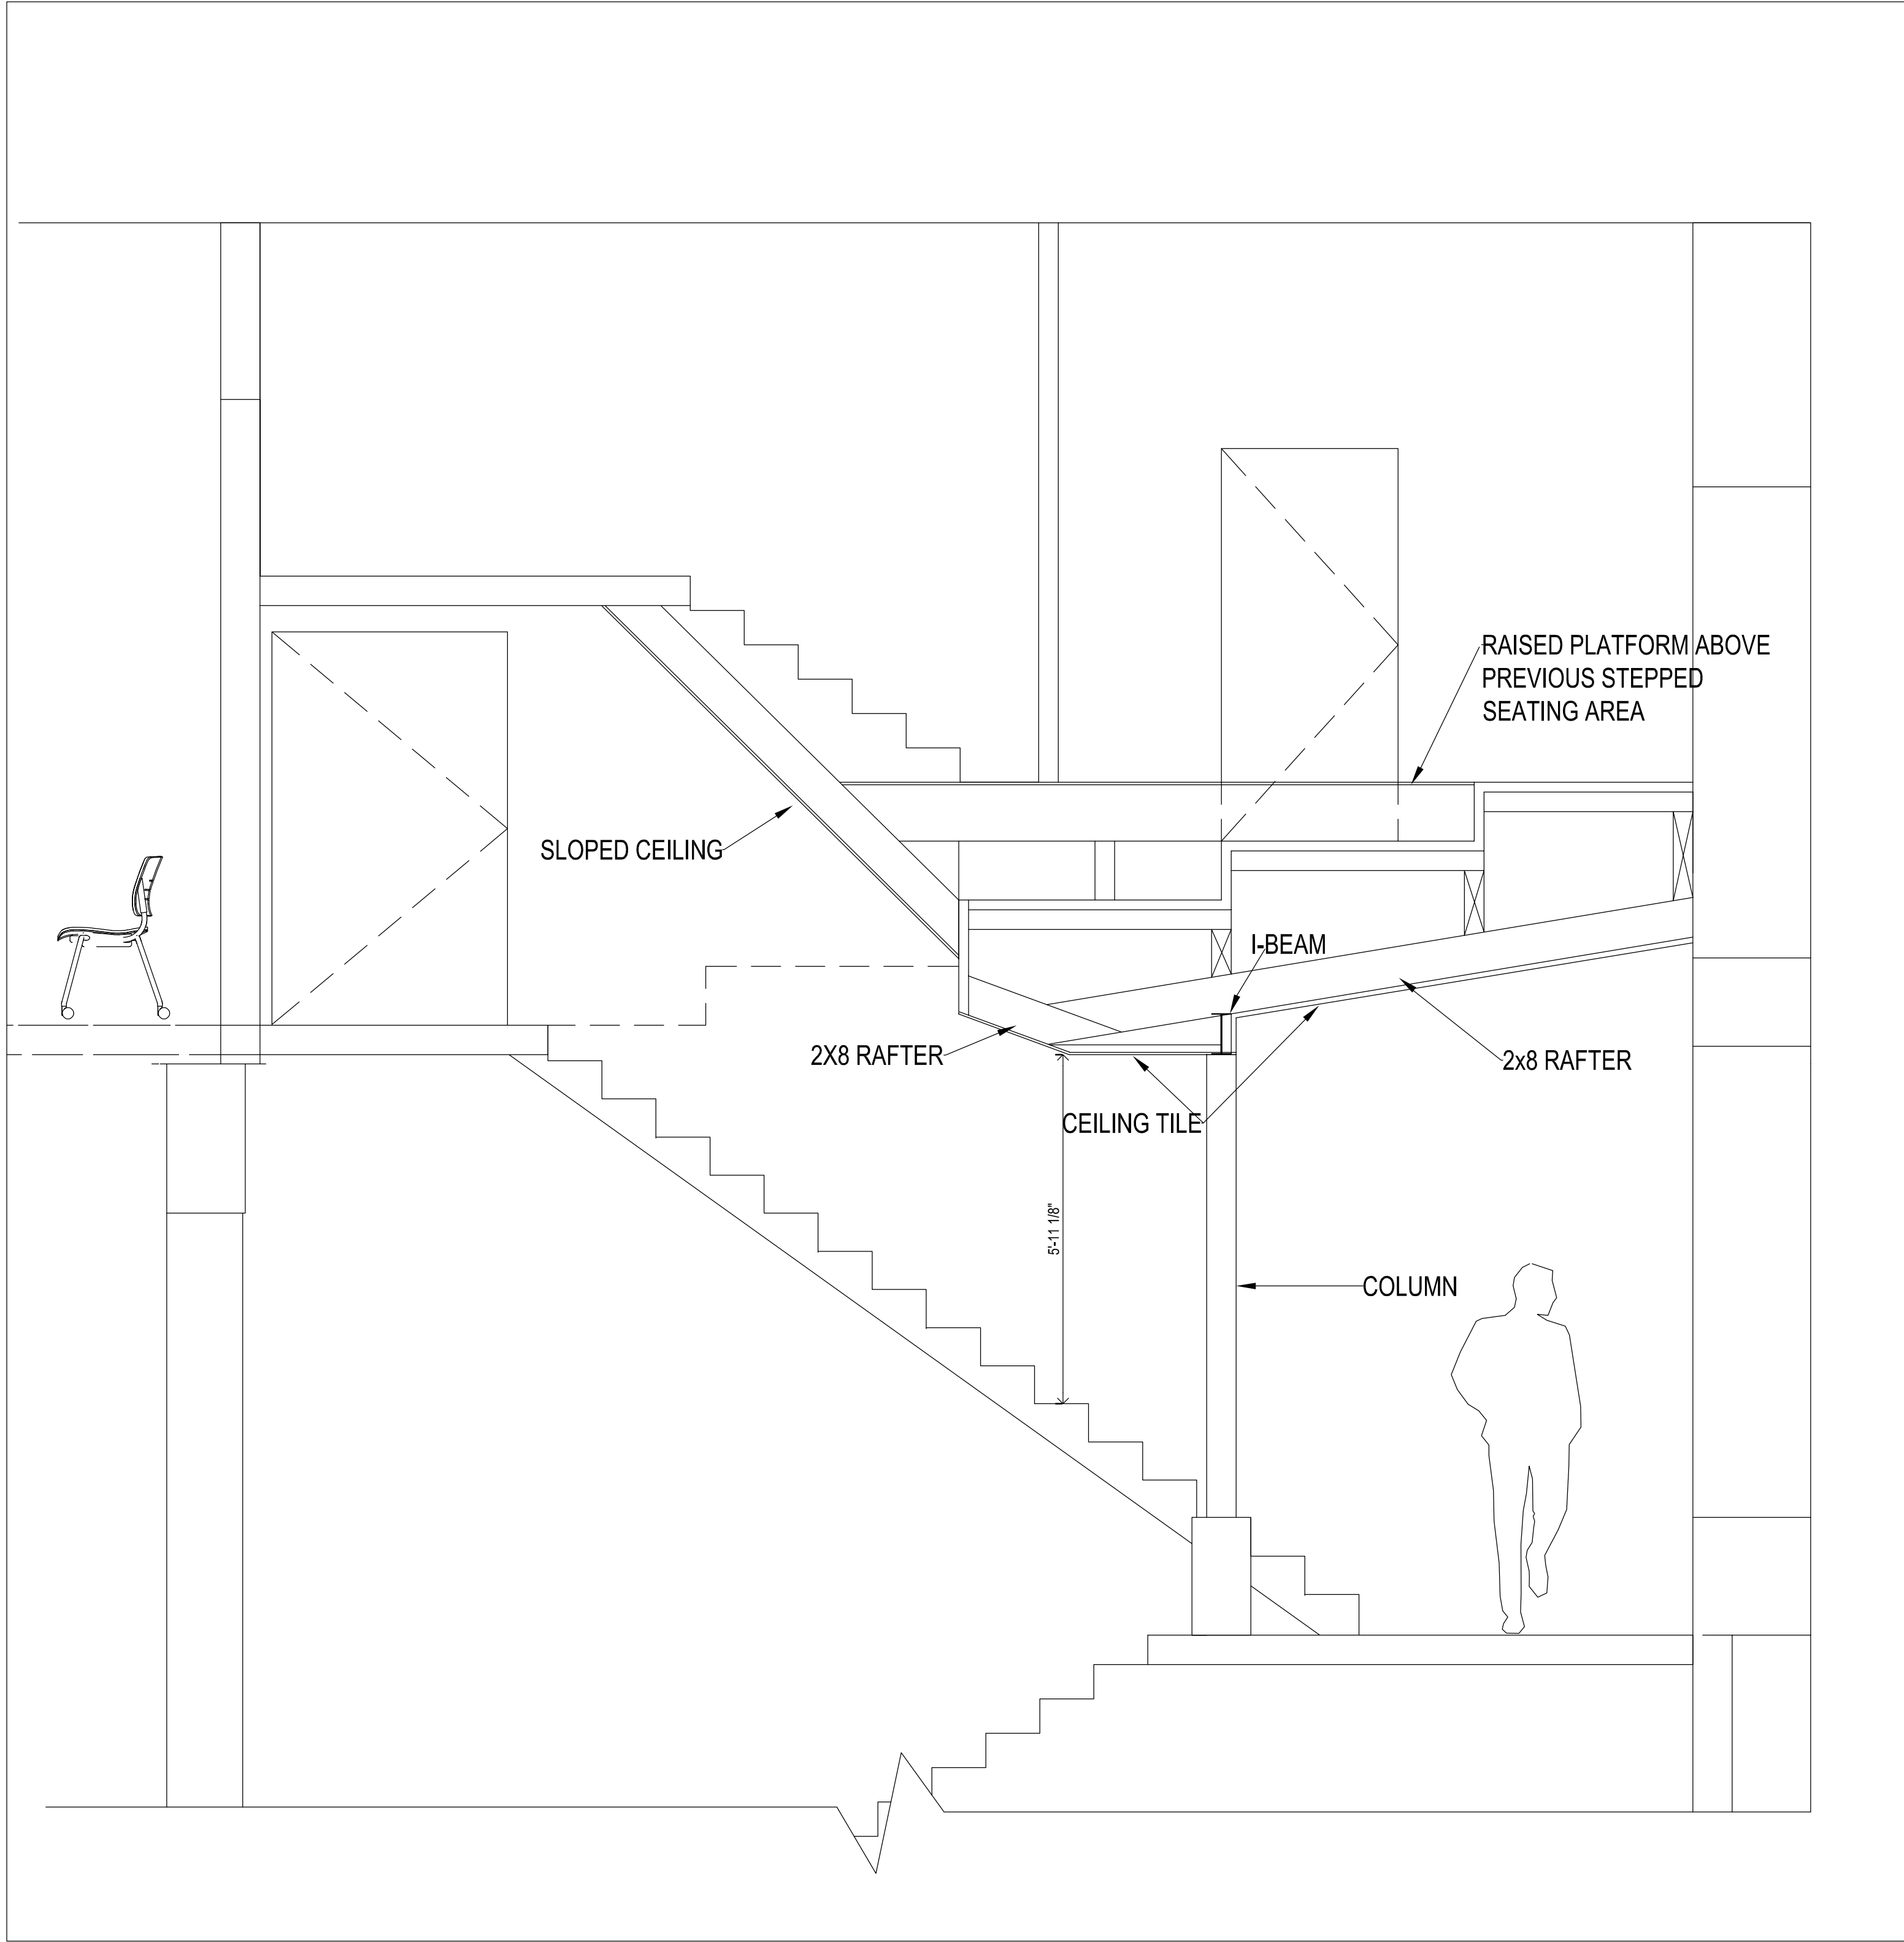 RAISED PLATFORM ABOVE
PREVIOUS STEPPED
SEATING AREA
SLOPED CEILING
I-BEAM
2X8 RAFTER
2x8 RAFTER
CEILING TILE
5'-11 1/8"
COLUMN